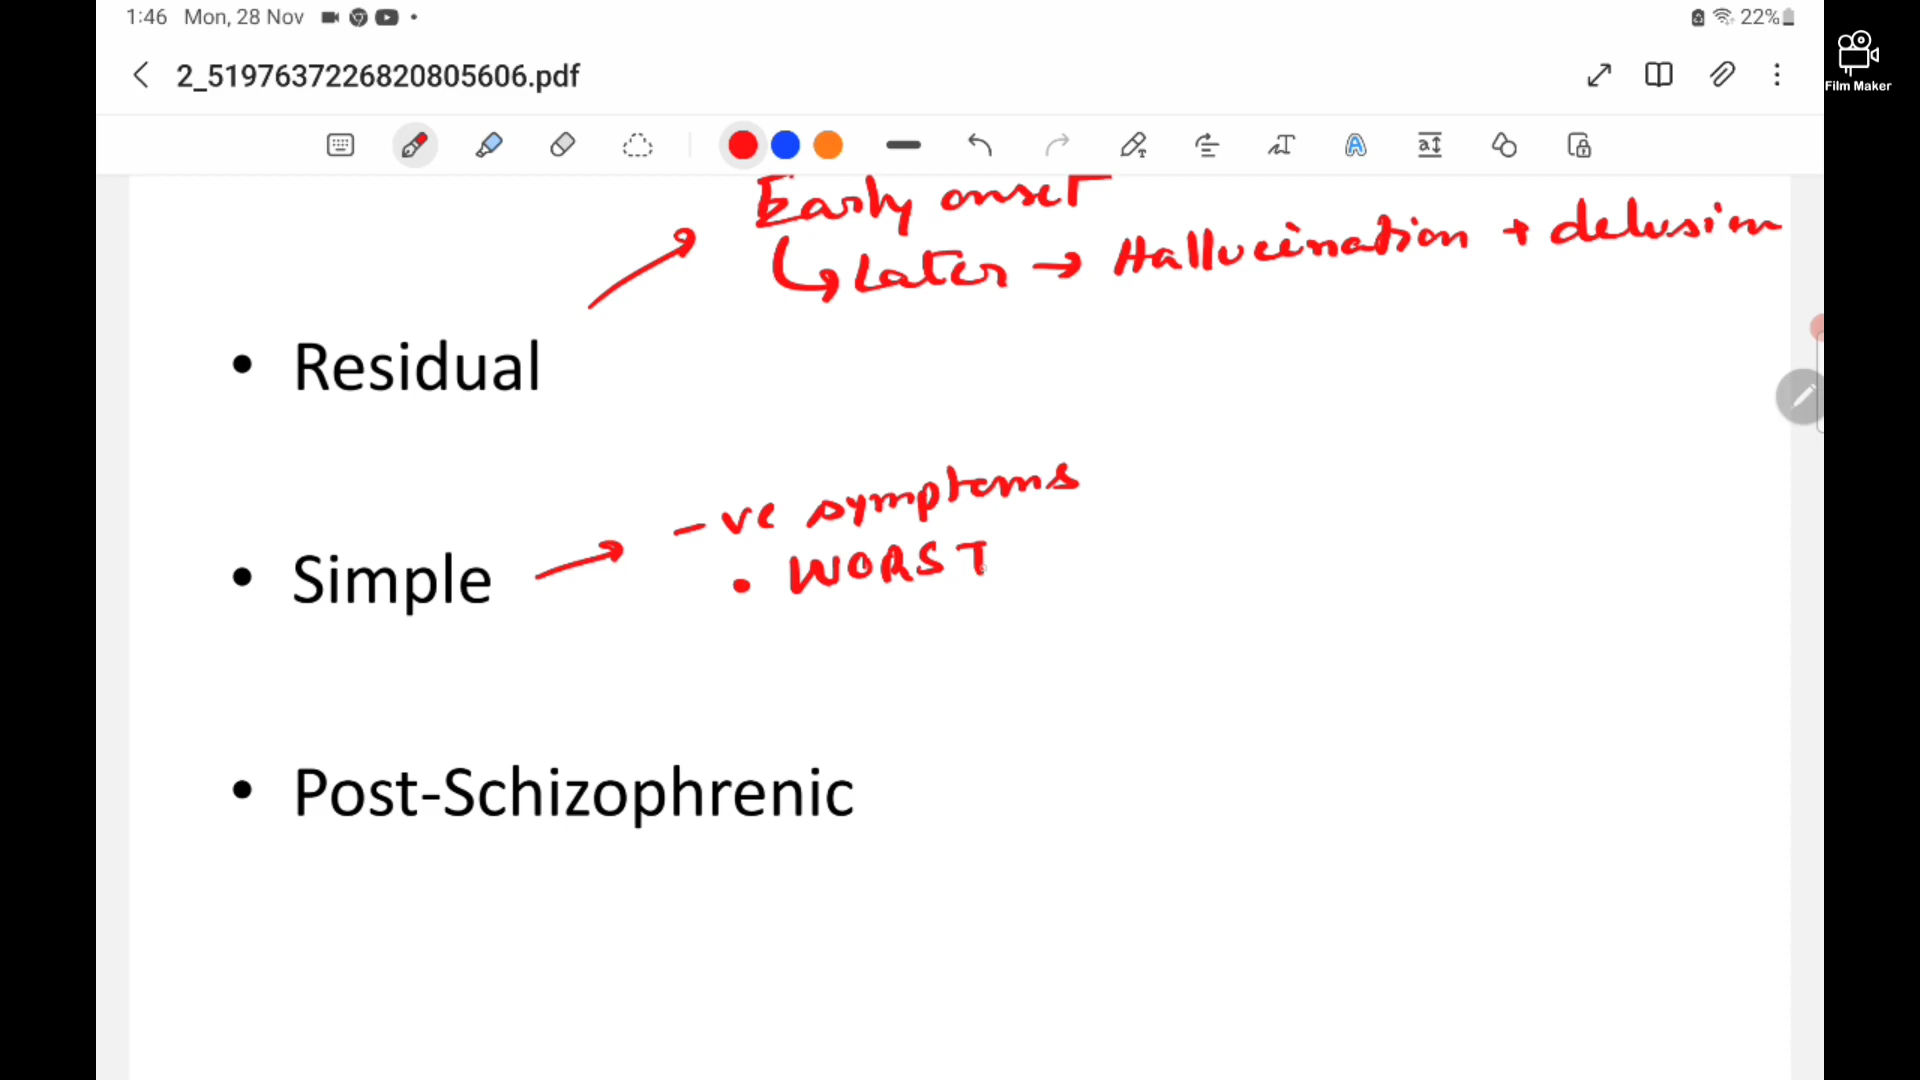 1:46 Mon, 28 Nov 22%
Film Maker
2_5197637226820805606.pdf
Early onset
Later → Hallucination + delusion
• Residual
-ve symptoms
• Simple → • WORST
• Post-Schizophrenic